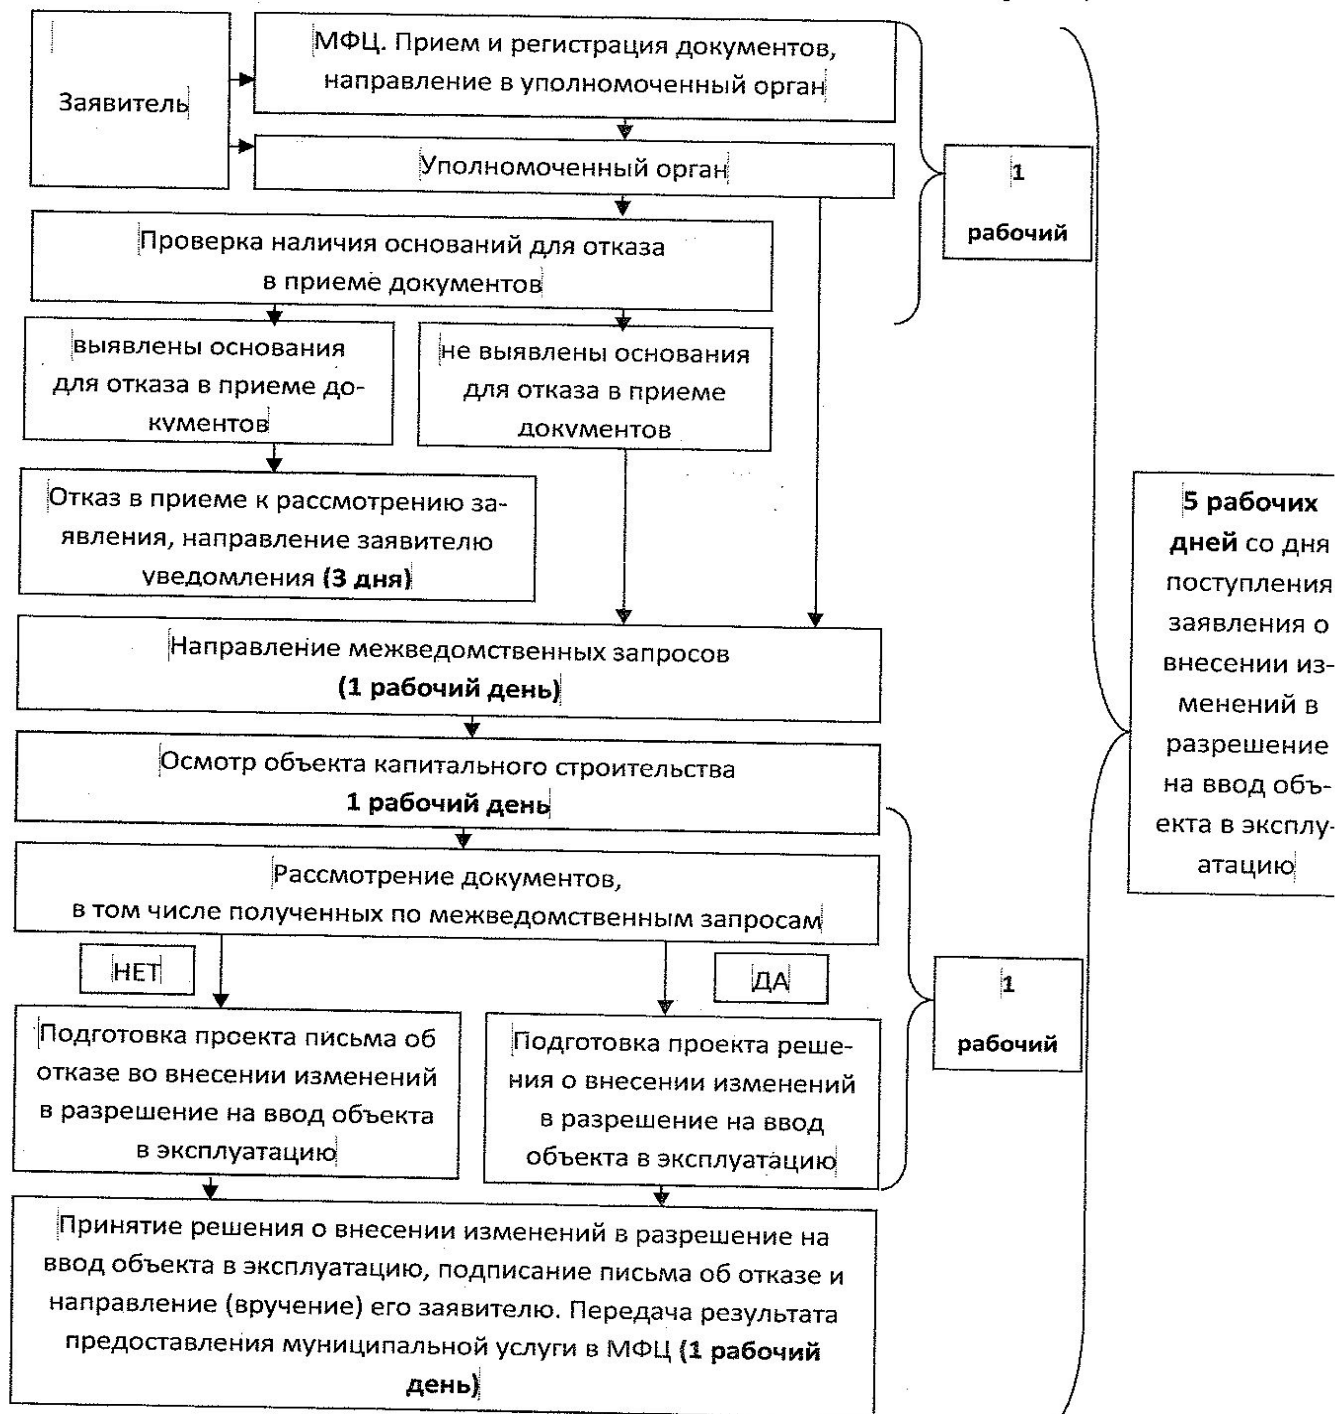 МФЦ. Прием и регистрация документов,
направление в уполномоченный орган
Заявитель
Уполномоченный орган
1
рабочий
Проверка наличия оснований для отказа
в приеме документов
выявлены основания
для отказа в приеме до-
кументов
не выявлены основания
для отказа в приеме
документов
Отказ в приеме к рассмотрению за-
явления, направление заявителю
уведомления (3 дня)
5 рабочих
дней со дня
поступления
заявления о
внесении из-
менений в
разрешение
на ввод объ-
екта в эксплу-
атацию
Направление межведомственных запросов
(1 рабочий день)
Осмотр объекта капитального строительства
1 рабочий день
Рассмотрение документов,
в том числе полученных по межведомственным запросам
НЕТ
ДА
1
рабочий
Подготовка проекта письма об
отказе во внесении изменений
в разрешение на ввод объекта
в эксплуатацию
Подготовка проекта реше-
ния о внесении изменений
в разрешение на ввод
объекта в эксплуатацию
Принятие решения о внесении изменений в разрешение на
ввод объекта в эксплуатацию, подписание письма об отказе и
направление (вручение) его заявителю. Передача результата
предоставления муниципальной услуги в МФЦ (1 рабочий
день)